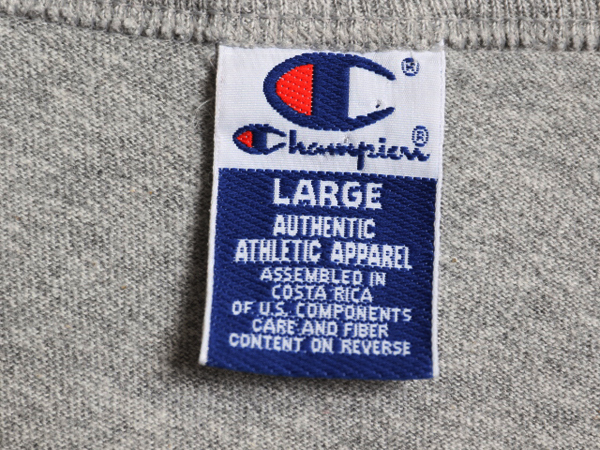 ®
Champion®
LARGE
AUTHENTIC
ATHLETIC APPAREL
ASSEMBLED IN
COSTA RICA
OF U.S. COMPONENTS
CARE AND FIBER
CONTENT ON REVERSE